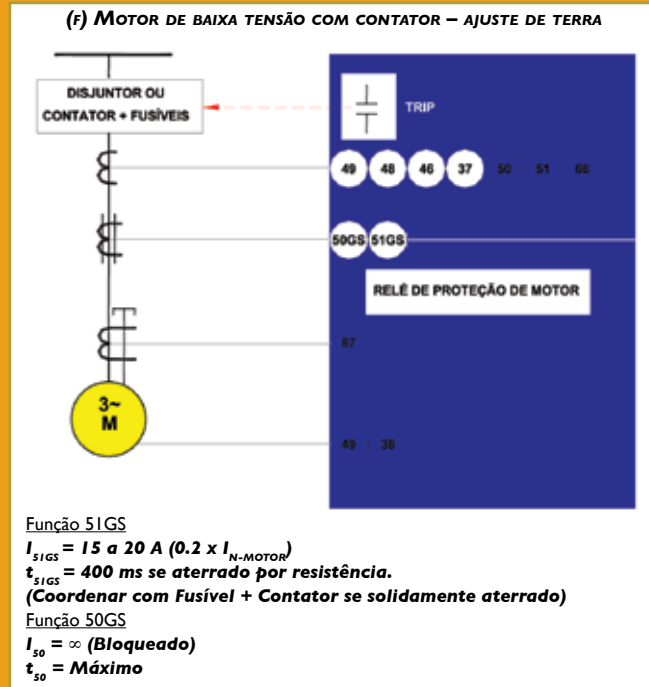 (F) MOTOR DE BAIXA TENSÃO COM CONTATOR – AJUSTE DE TERRA
DISJUNTOR OU
CONTATOR + FUSÍVEIS
TRIP
49 48 46 37 50 51 66
50GS 51GS
RELÉ DE PROTEÇÃO DE MOTOR
87
3~
M
49 38
Função 51GS
I51GS = 15 a 20 A (0.2 x IN-MOTOR)
t51GS = 400 ms se aterrado por resistência.
(Coordenar com Fusível + Contator se solidamente aterrado)
Função 50GS
I50 = ∞ (Bloqueado)
t50 = Máximo